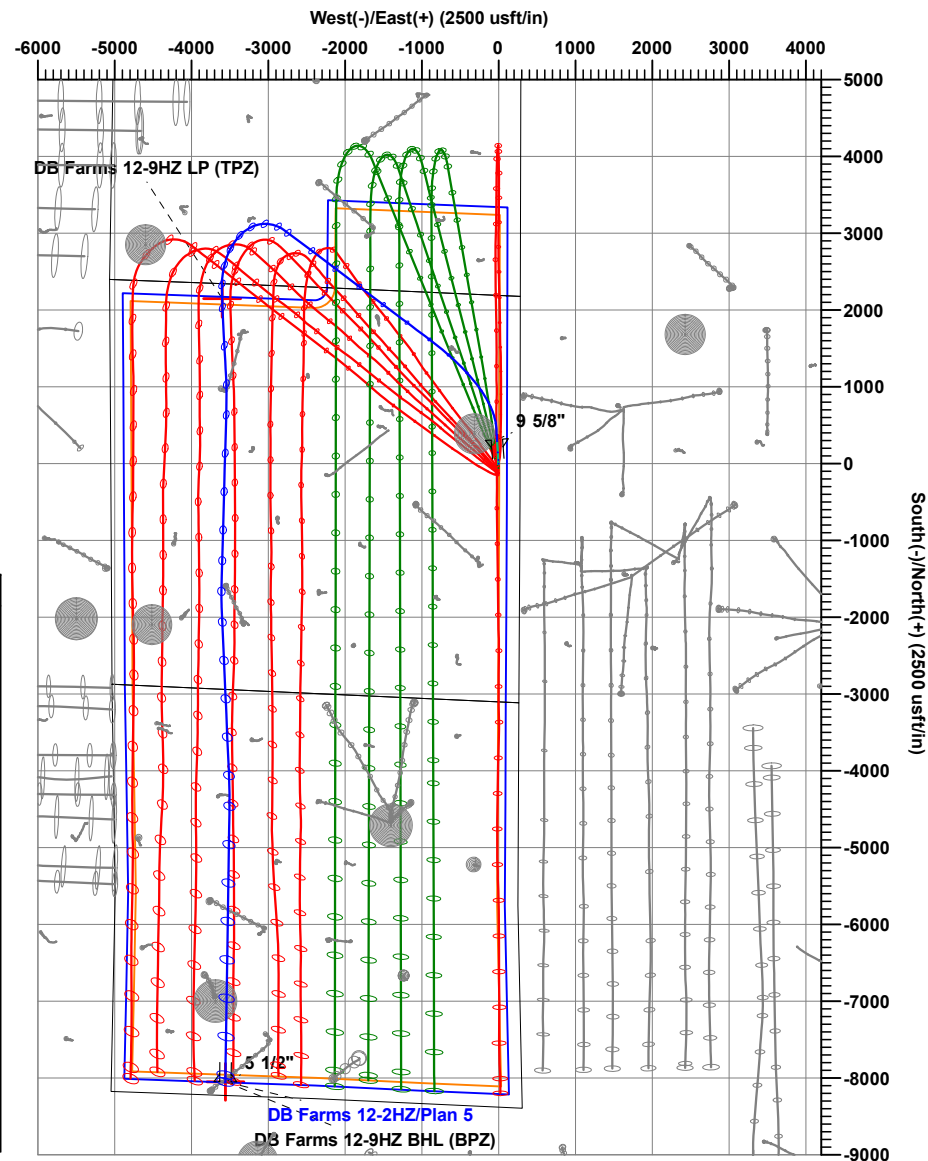 West(-)/East(+) (2500 usft/in)
-6000 -5000 -4000 -3000 -2000 -1000 0 1000 2000 3000 4000
5000
4000
DB Farms 12-9HZ LP (TPZ)
3000
2000
1000
9 5/8"
0
South(-)/North(+) (2500 usft/in)
-1000
-2000
-3000
-4000
-5000
-6000
-7000
5 1/2"
-8000
DB Farms 12-2HZ/Plan 5
DB Farms 12-9HZ BHL (BPZ)
-9000